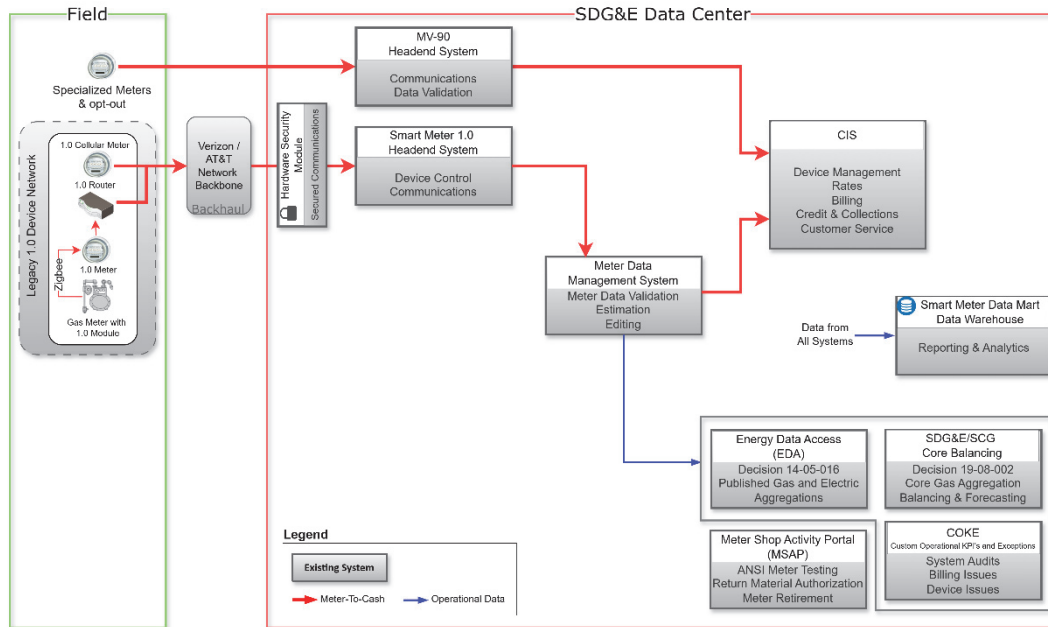 Field
SDG&E Data Center
Specialized Meters
& opt-out
Legacy 1.0 Device Network
1.0 Cellular Meter
1.0 Router
1.0 Meter
Zigbee
Gas Meter with
1.0 Module
Verizon /
AT&T
Network
Backbone
Backhaul
Hardware Security
Module
Secured Communications
MV-90
Headend System
Communications
Data Validation
Smart Meter 1.0
Headend System
Device Control
Communications
CIS
Device Management
Rates
Billing
Credit & Collections
Customer Service
Meter Data
Management System
Meter Data Validation
Estimation
Editing
Data from
All Systems
Smart Meter Data Mart
Data Warehouse
Reporting & Analytics
Energy Data Access
(EDA)
Decision 14-05-016
Published Gas and Electric
Aggregations
SDG&E/SCG
Core Balancing
Decision 19-08-002
Core Gas Aggregation
Balancing & Forecasting
Meter Shop Activity Portal
(MSAP)
ANSI Meter Testing
Return Material Authorization
Meter Retirement
COKE
Custom Operational KPI's and Exceptions
System Audits
Billing Issues
Device Issues
Legend
Existing System
Meter-To-Cash
Operational Data